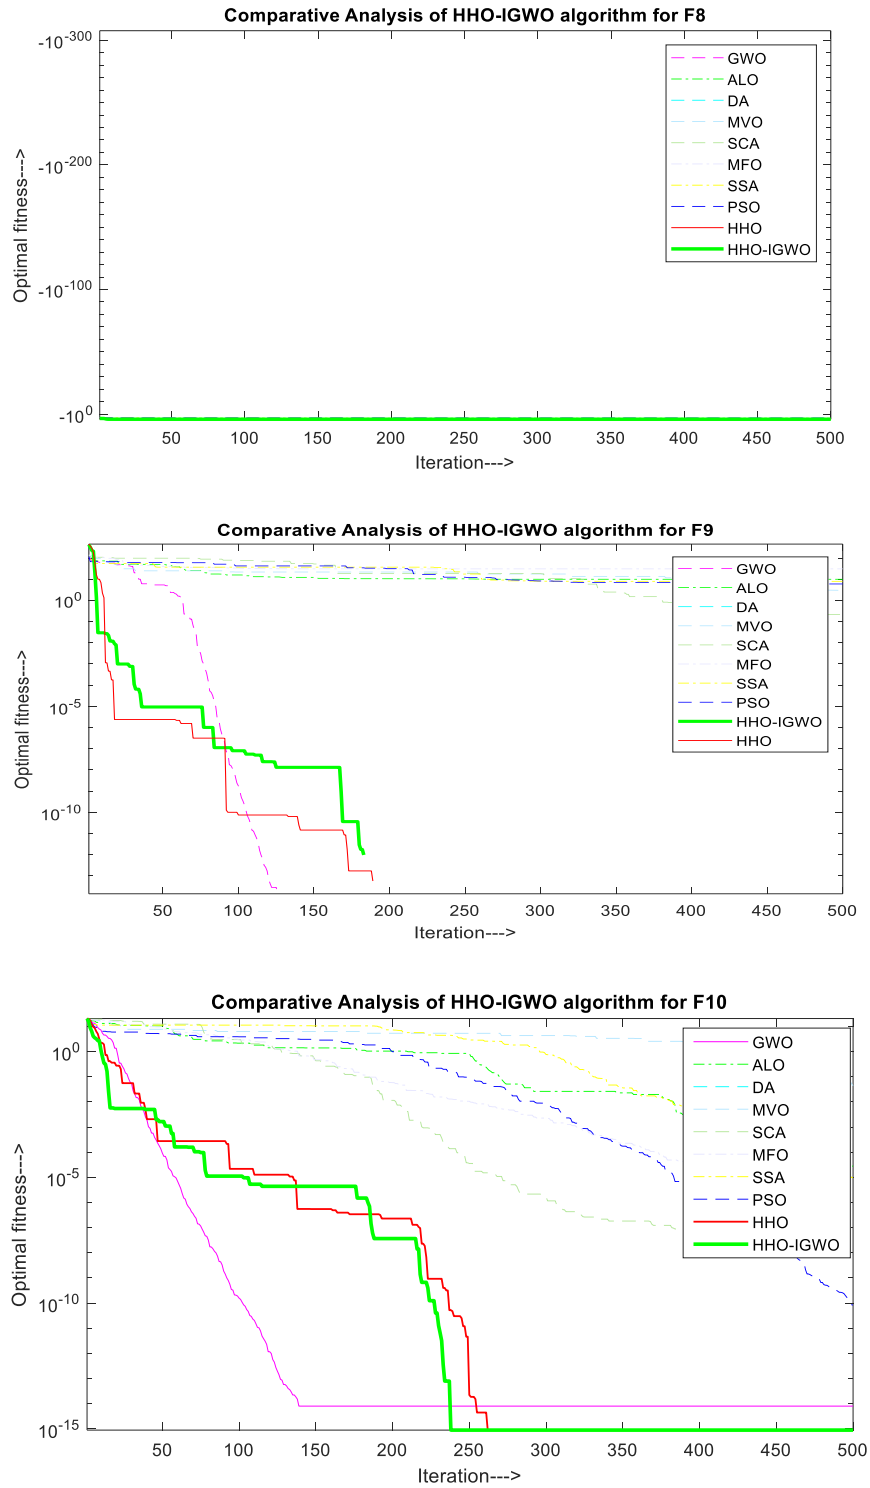 Comparative Analysis of HHO-IGWO algorithm for F8
-10^300
-10^200
-10^100
-10^0
Optimal fitness--->
GWO
ALO
DA
MVO
SCA
MFO
SSA
PSO
HHO
HHO-IGWO
50 100 150 200 250 300 350 400 450 500
Iteration--->
Comparative Analysis of HHO-IGWO algorithm for F9
10^0
10^-5
10^-10
Optimal fitness--->
GWO
ALO
DA
MVO
SCA
MFO
SSA
PSO
HHO-IGWO
HHO
50 100 150 200 250 300 350 400 450 500
Iteration--->
Comparative Analysis of HHO-IGWO algorithm for F10
10^0
10^-5
10^-10
10^-15
Optimal fitness--->
GWO
ALO
DA
MVO
SCA
MFO
SSA
PSO
HHO
HHO-IGWO
50 100 150 200 250 300 350 400 450 500
Iteration--->